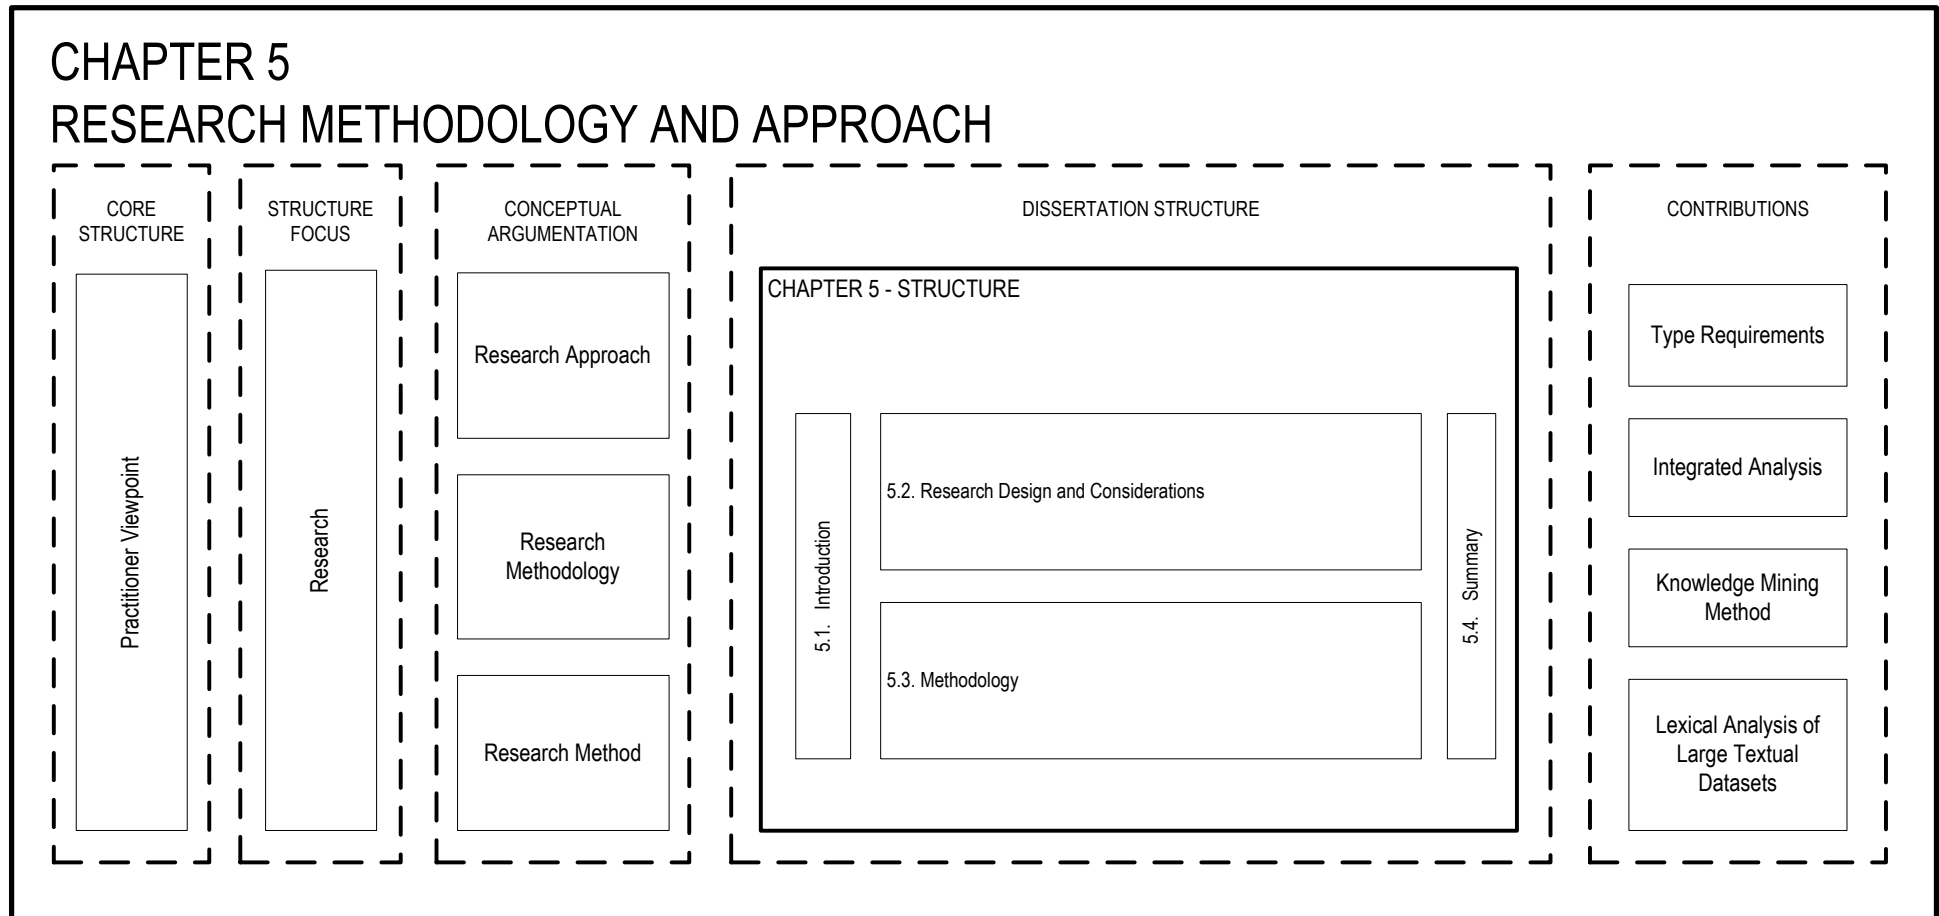 CHAPTER 5
RESEARCH METHODOLOGY AND APPROACH
CORE
STRUCTURE
Practitioner Viewpoint
STRUCTURE
FOCUS
Research
CONCEPTUAL
ARGUMENTATION
Research Approach
Research
Methodology
Research Method
DISSERTATION STRUCTURE
CHAPTER 5 - STRUCTURE
5.1. Introduction
5.2. Research Design and Considerations
5.3. Methodology
5.4. Summary
CONTRIBUTIONS
Type Requirements
Integrated Analysis
Knowledge Mining
Method
Lexical Analysis of
Large Textual
Datasets